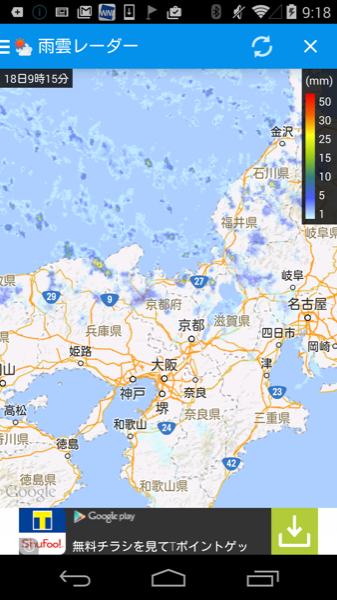 9:18
雨雲レーダー
18日9時15分
(mm)
50
30
25
20
15
10
5
1
金沢
石川県
福井県
岐阜県
岐阜
名古屋
岡崎
27
29
9
京都府
兵庫県
滋賀県
京都
四日市
姫路
大阪
津
神戸
奈良
堺
23
高松
奈良県
三重県
和歌山
24
香川県
徳島
42
徳島県
和歌山県
Google
T
Shufoo!
Google play
無料チラシを見てTポイントゲッ